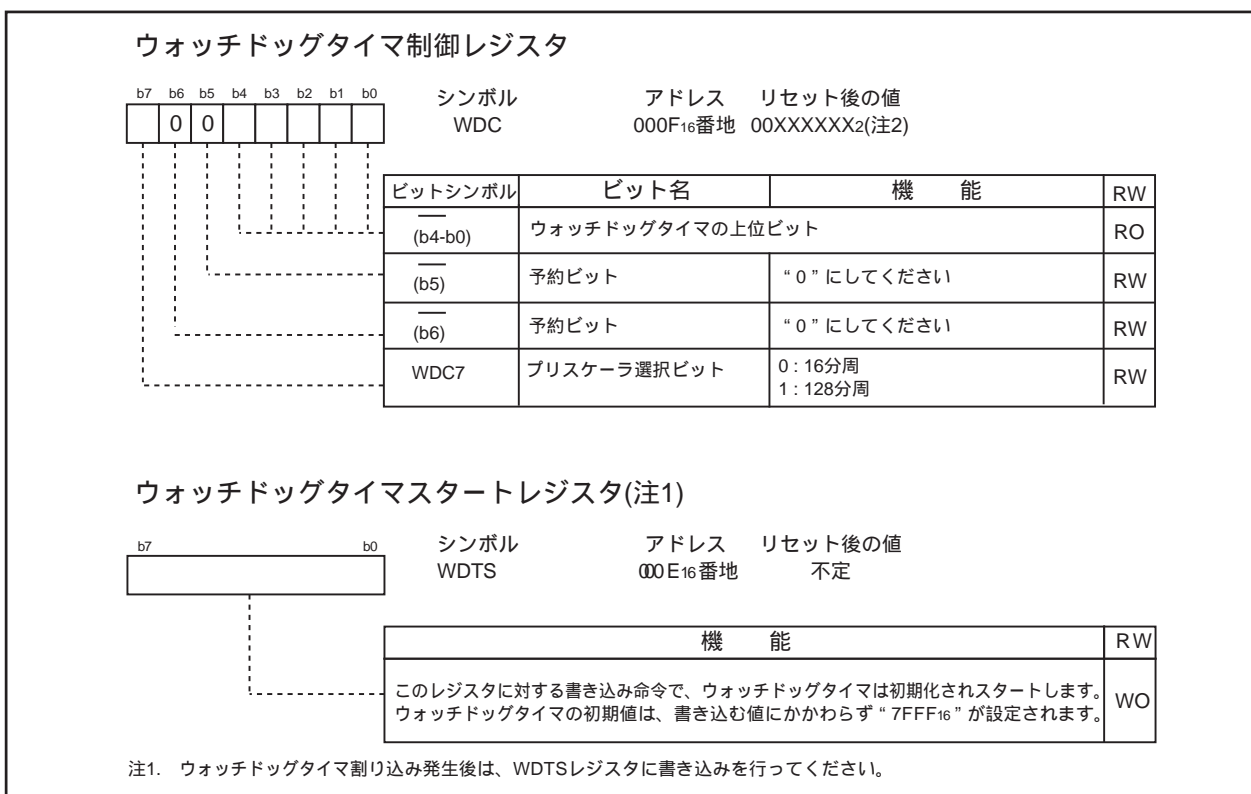 ウォッチドッグタイマ制御レジスタ
b7 b6 b5 b4 b3 b2 b1 b0
0 0
シンボル アドレス リセット後の値
WDC 000F16番地 00XXXXXX2(注2)
ビットシンボル ビット名 機 能 RW
(b4-b0) ウォッチドッグタイマの上位ビット RO
(b5) 予約ビット “0”にしてください RW
(b6) 予約ビット “0”にしてください RW
WDC7 プリスケーラ選択ビット 0 : 16分周
1 : 128分周 RW
ウォッチドッグタイマスタートレジスタ(注1)
b7 b0
シンボル アドレス リセット後の値
WDTS 000E16番地 不定
機 能 RW
このレジスタに対する書き込み命令で、ウォッチドッグタイマは初期化されスタートします。
ウォッチドッグタイマの初期値は、書き込む値にかかわらず“7FFF16”が設定されます。 WO
注1. ウォッチドッグタイマ割り込み発生後は、WDTSレジスタに書き込みを行ってください。